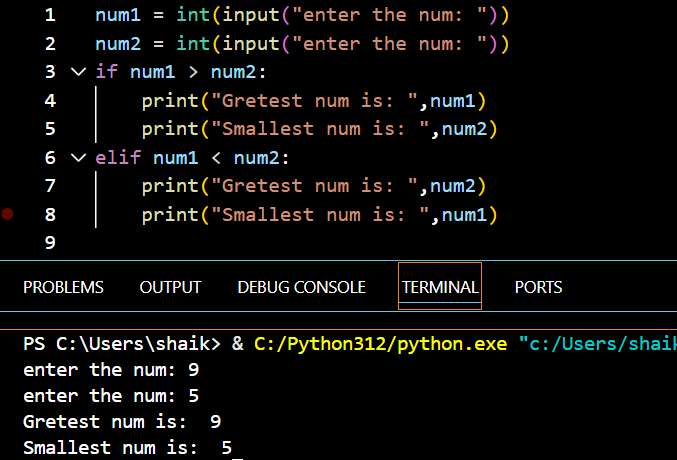 1 num1 = int(input("enter the num: "))
2 num2 = int(input("enter the num: "))
3 if num1 > num2:
4     print("Gretest num is: ",num1)
5     print("Smallest num is: ",num2)
6 elif num1 < num2:
7     print("Gretest num is: ",num2)
8     print("Smallest num is: ",num1)
9
PROBLEMS OUTPUT DEBUG CONSOLE TERMINAL PORTS
PS C:\Users\shaik> & C:/Python312/python.exe "c:/Users/shaik
enter the num: 9
enter the num: 5
Gretest num is:  9
Smallest num is:  5